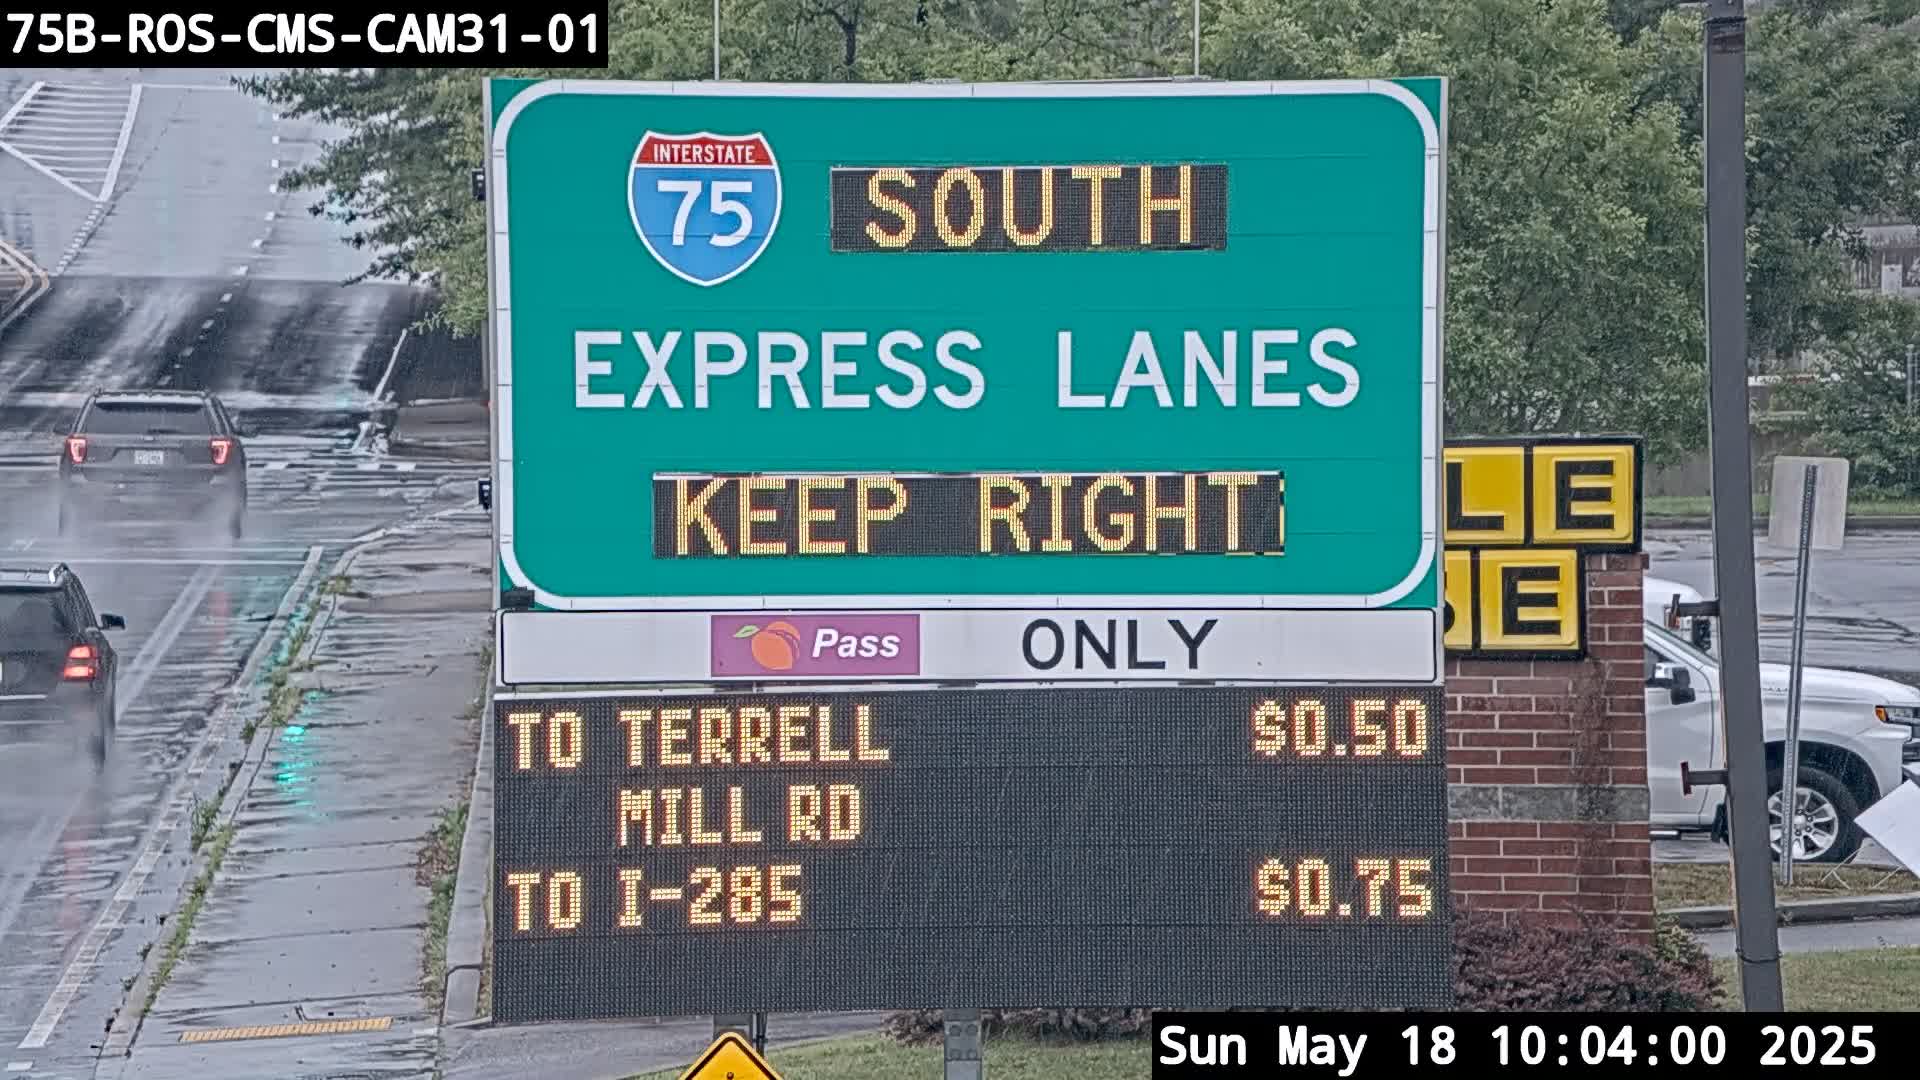 75B-ROS-CMS-CAM31-01
INTERSTATE
75
SOUTH
EXPRESS LANES
KEEP RIGHT
Pass ONLY
TO TERRELL $0.50
MILL RD
TO I-285 $0.75
LE
E
Sun May 18 10:04:00 2025